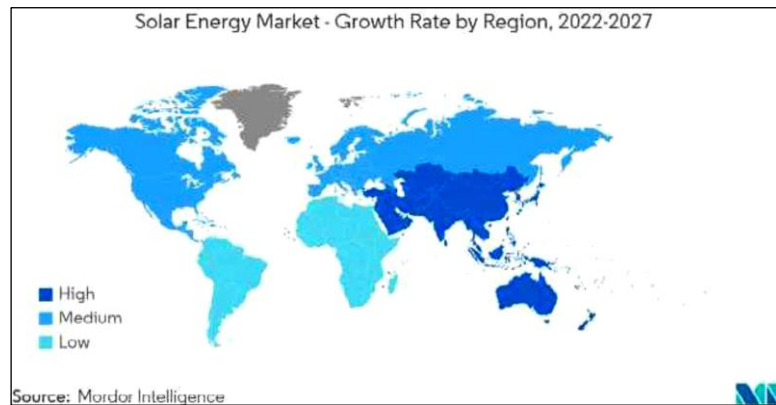 Solar Energy Market - Growth Rate by Region, 2022-2027
High
Medium
Low
Source: Mordor Intelligence